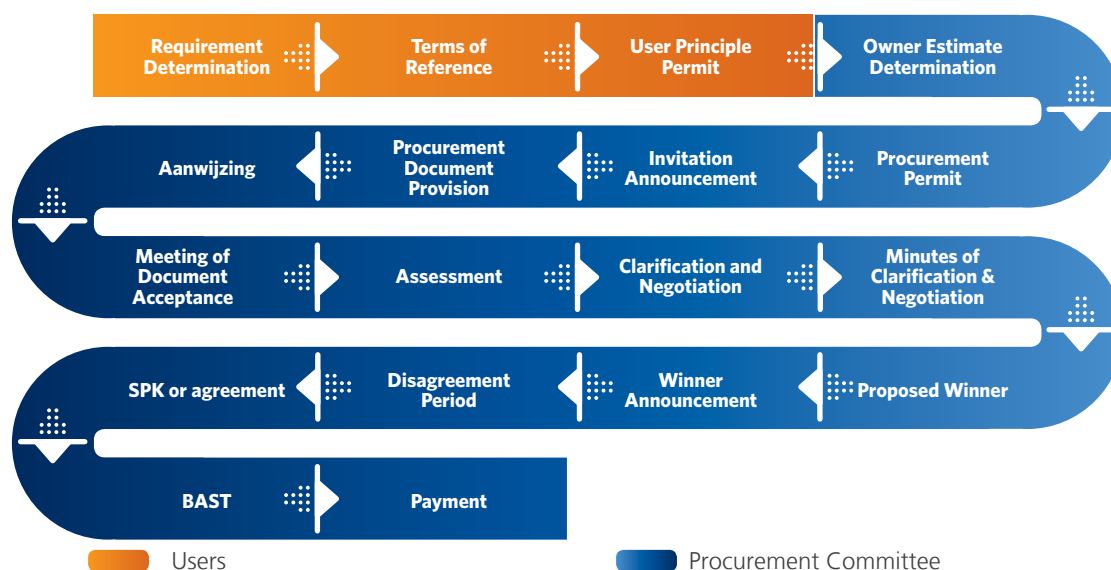 Requirement
Determination
Terms of
Reference
User Principle
Permit
Owner Estimate
Determination
Procurement
Permit
Invitation
Announcement
Procurement
Document
Provision
Aanwijzing
Meeting of
Document
Acceptance
Assessment
Clarification and
Negotiation
Minutes of
Clarification &
Negotiation
Proposed Winner
Winner
Announcement
Disagreement
Period
SPK or agreement
BAST
Payment
Users
Procurement Committee